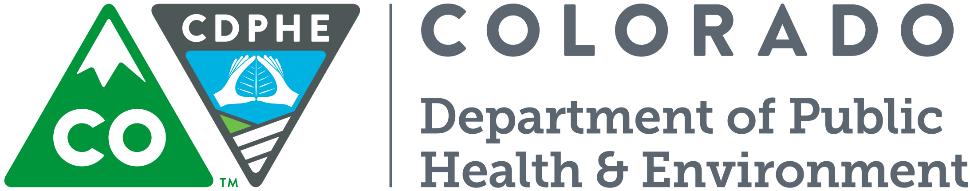 CO
TM
CDPHE
COLORADO
Department of Public
Health & Environment